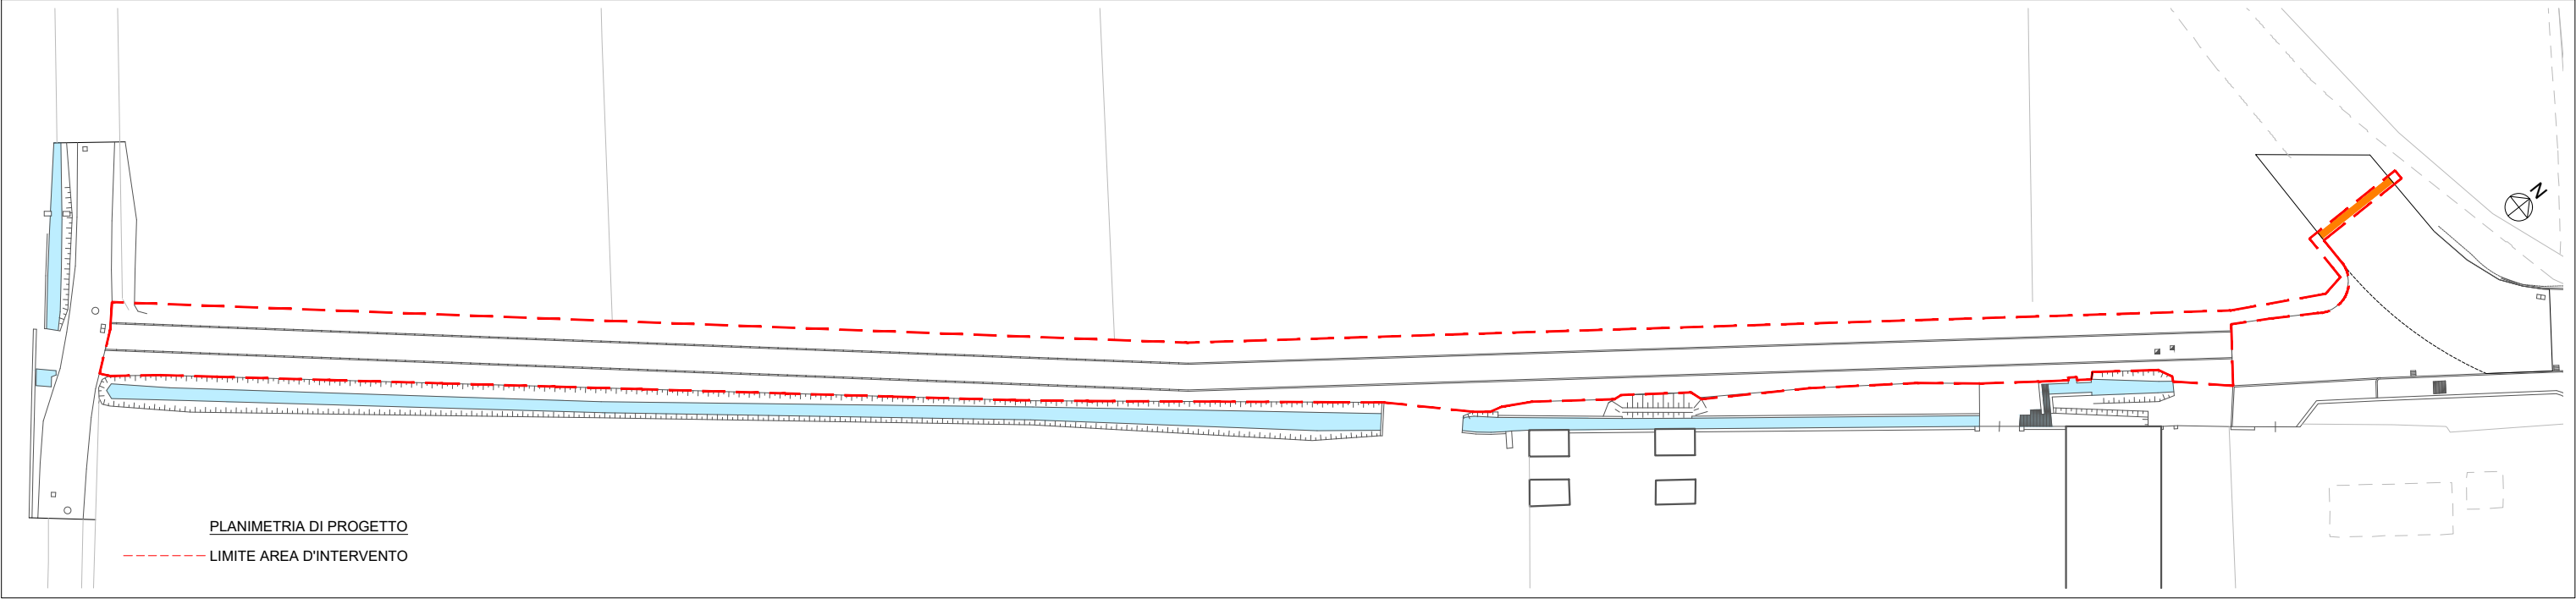 N
PLANIMETRIA DI PROGETTO
LIMITE AREA D'INTERVENTO